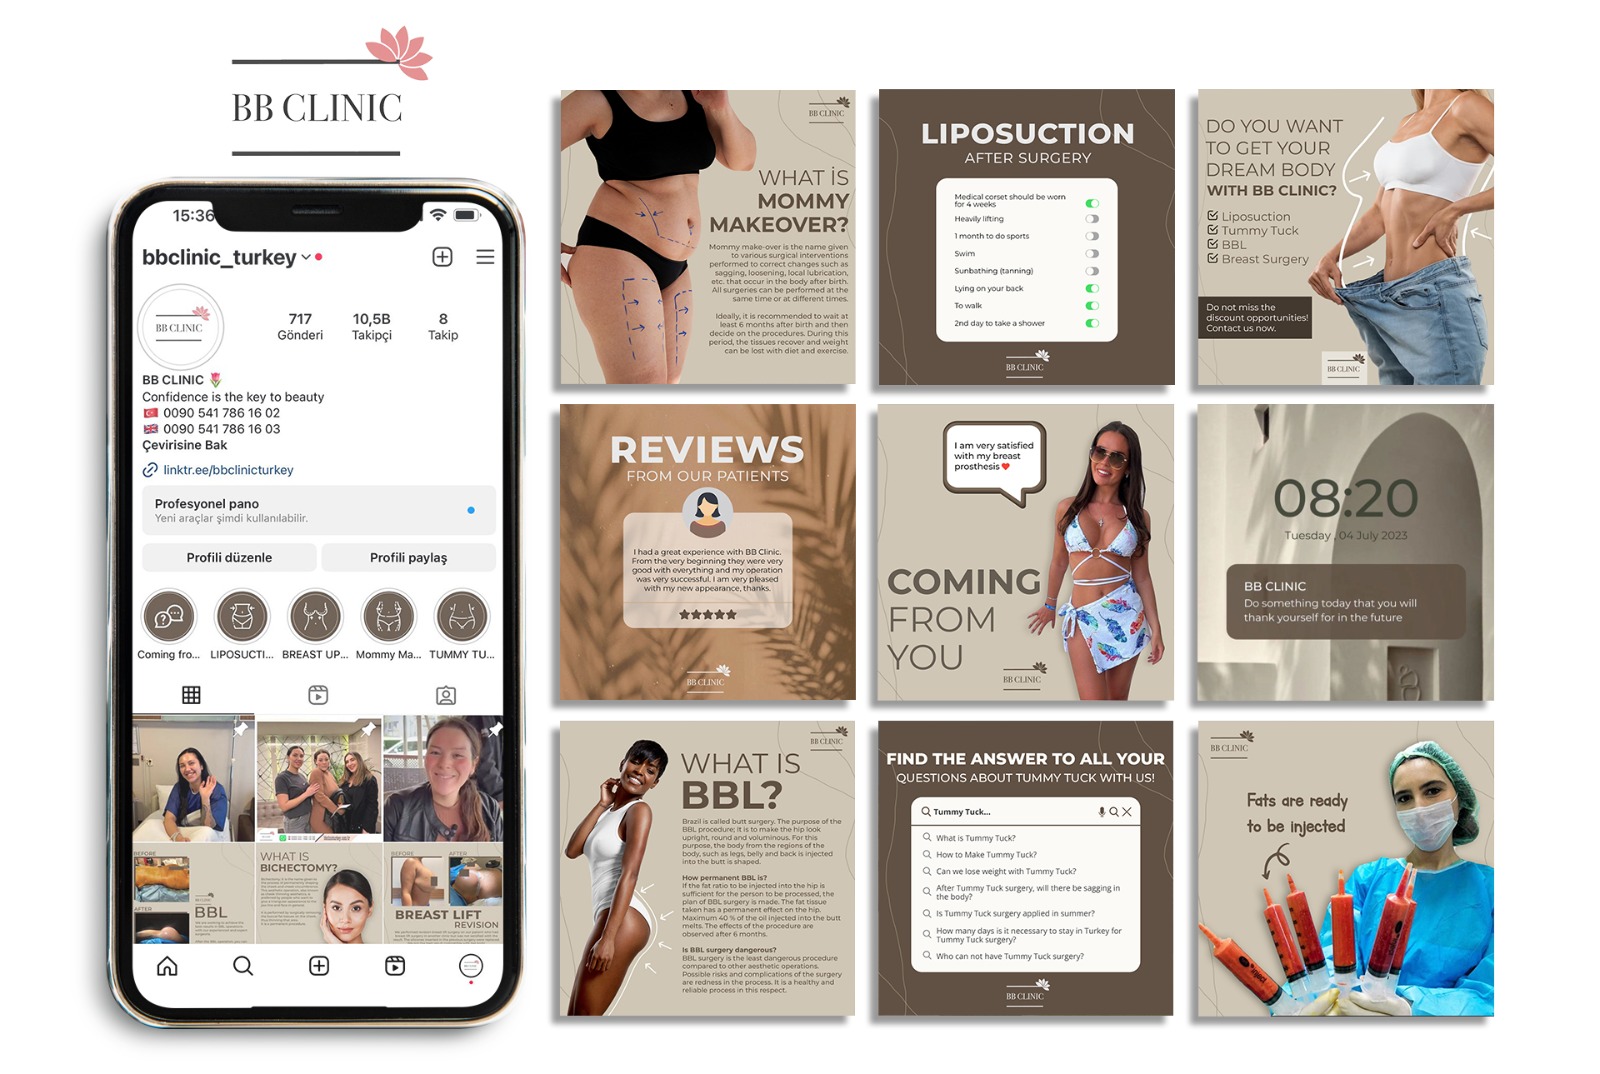 BB CLINIC
15:36
bbclinic_turkey
BB CLINIC
717
Gönderi
10,5B
Takipçi
8
Takip
BB CLINIC
Confidence is the key to beauty
0090 541 786 16 02
0090 541 786 16 03
Çevirisine Bak
linktr.ee/bbclinicturkey
Profesyonel pano
Yeni araçlar şimdi kullanılabilir.
Profili düzenle
Profili paylaş
Coming fro...
LIPOSUCTI...
BREAST UP...
Mommy Ma...
TUMMY TU...
BEFORE
AFTER
BBL
WHAT IS
BICHECTOMY?
BEFORE
AFTER
BREAST LIFT
REVISION
BB CLINIC
WHAT İS
MOMMY
MAKEOVER?
Mommy make-over is the name given
to various surgical interventions
performed to correct changes such as
sagging, loosening, local lubrication,
etc. that occur in the body after birth.
All surgeries can be performed at the
same time or at different times.
Ideally, it is recommended to wait at
least 6 months after birth and then
decide on the procedures. During this
period, the tissues recover and weight
can be lost with diet and exercise.
LIPOSUCTION
AFTER SURGERY
Medical corset should be worn
for 4 weeks
Heavily lifting
1 month to do sports
Swim
Sunbathing (tanning)
Lying on your back
To walk
2nd day to take a shower
BB CLINIC
DO YOU WANT
TO GET YOUR
DREAM BODY
WITH BB CLINIC?
Liposuction
Tummy Tuck
BBL
Breast Surgery
Do not miss the
discount opportunities!
Contact us now.
BB CLINIC
REVIEWS
FROM OUR PATIENTS
I had a great experience with BB Clinic.
From the very beginning they were very
good with everything and my operation
was very successful. I am very pleased
with my new appearance, thanks.
BB CLINIC
I am very satisfied
with my breast
prosthesis
COMING
FROM
YOU
BB CLINIC
08:20
Tuesday , 04 July 2023
BB CLINIC
Do something today that you will
thank yourself for in the future
BB CLINIC
WHAT IS
BBL?
Brazil is called butt surgery. The purpose of the
BBL procedure; it is to make the hip look
upright, round and voluminous. For this
purpose, the body from the regions of the
body, such as legs, belly and back is injected
into the butt is shaped.
How permanent BBL is?
If the fat ratio to be injected into the hip is
sufficient for the person to be processed, the
plan of BBL surgery is made. The fat tissue
taken has a permanent effect on the hip.
Maximum 40 % of the oil injected into the butt
melts. The effects of the procedure are
observed after 6 months.
Is BBL surgery dangerous?
BBL surgery is the least dangerous procedure
compared to other aesthetic operations.
Possible risks and complications of the surgery
are redness in the process. It is a healthy and
reliable process in this respect.
FIND THE ANSWER TO ALL YOUR
QUESTIONS ABOUT TUMMY TUCK WITH US!
Tummy Tuck...
What is Tummy Tuck?
How to Make Tummy Tuck?
Can we lose weight with Tummy Tuck?
After Tummy Tuck surgery, will there be sagging in
the body?
Is Tummy Tuck surgery applied in summer?
How many days is it necessary to stay in Turkey for
Tummy Tuck surgery?
Who can not have Tummy Tuck surgery?
BB CLINIC
BB CLINIC
Fats are ready
to be injected